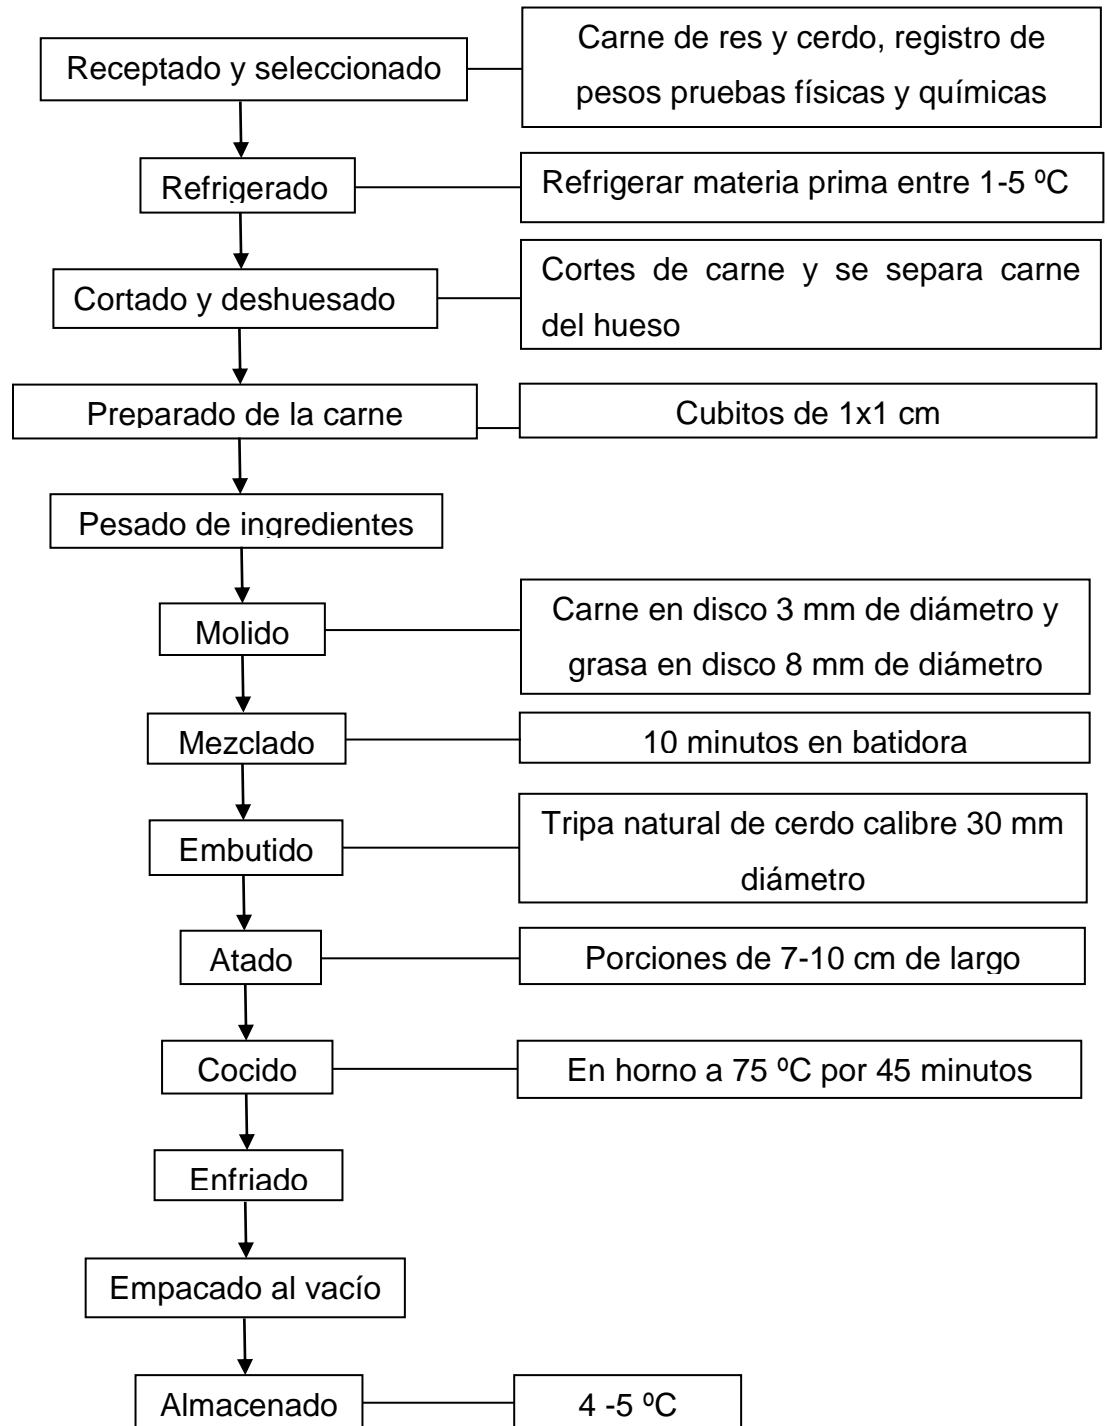 Receptado y seleccionado
Carne de res y cerdo, registro de
pesos pruebas físicas y químicas
Refrigerado
Refrigerar materia prima entre 1-5 ºC
Cortado y deshuesado
Cortes de carne y se separa carne
del hueso
Preparado de la carne
Cubitos de 1x1 cm
Pesado de ingredientes
Molido
Carne en disco 3 mm de diámetro y
grasa en disco 8 mm de diámetro
Mezclado
10 minutos en batidora
Embutido
Tripa natural de cerdo calibre 30 mm
diámetro
Atado
Porciones de 7-10 cm de largo
Cocido
En horno a 75 ºC por 45 minutos
Enfriado
Empacado al vacío
Almacenado
4 -5 ºC